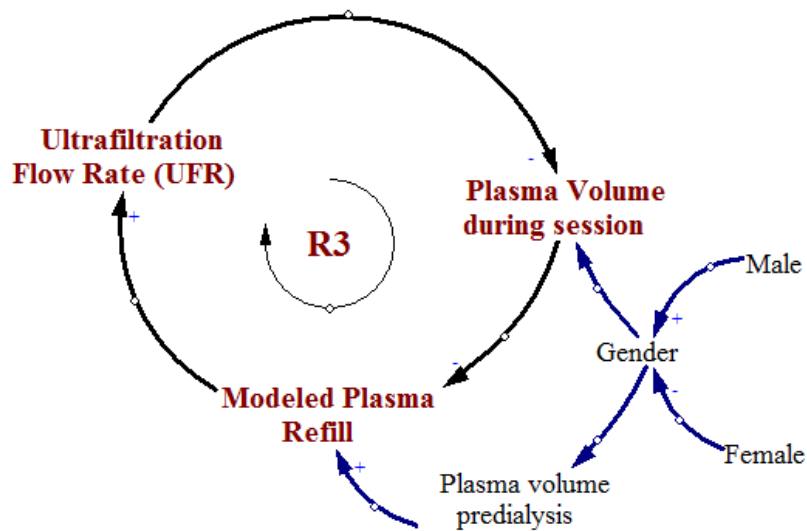 Ultrafiltration
Flow Rate (UFR)
-
Plasma Volume
during session
+
R3
Male
+
Gender
-
-
Modeled Plasma
Refill
Female
+
Plasma volume
predialysis